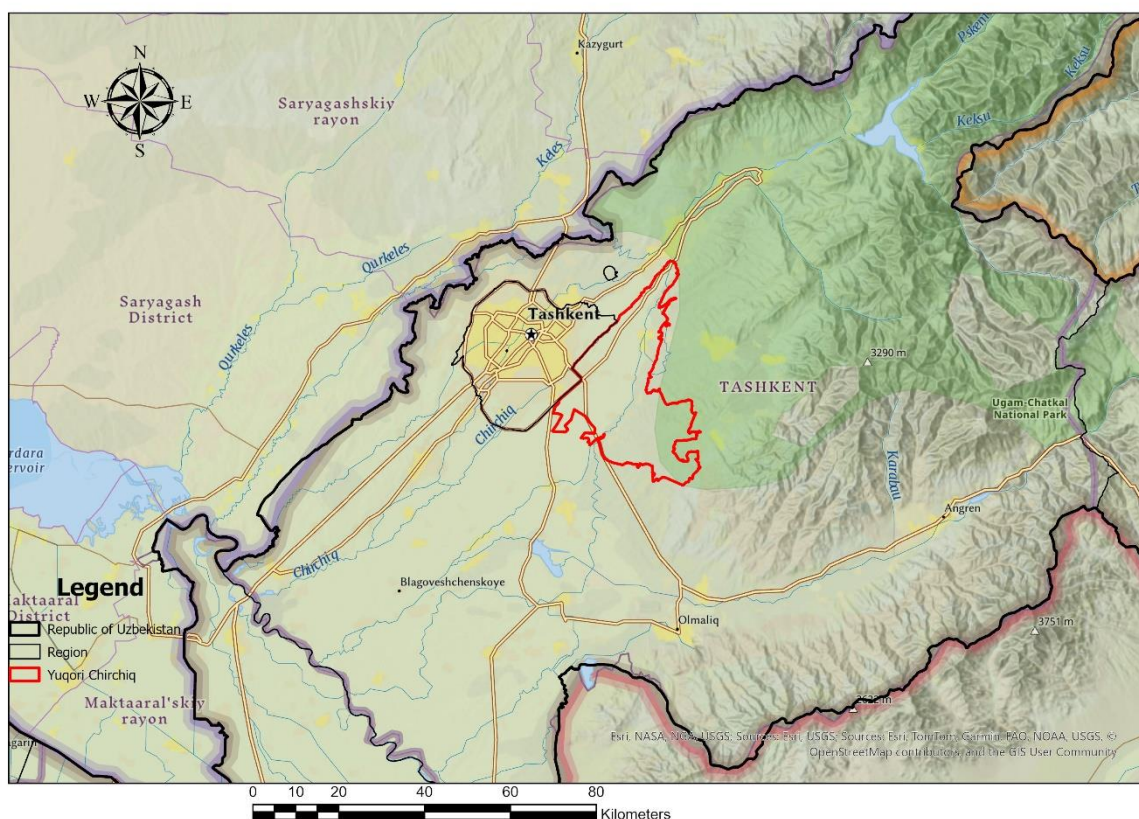 N
W E
S
Kazygurt
Pskem
Keksu
Keksu
Saryagashskiy
rayon
Keles
Qurkeles
Saryagash
District
Qurkeles
Tashkent
3290 m
TASHKENT
Ugam-Chatkal
National Park
Chirchiq
Karabau
Angren
Chirchiq
Blagoveshchenskoye
Olmaliq
3751 m
Legend
District
Republic of Uzbekistan
Region
Yuqori Chirchiq
Maktaaral'skiy
rayon
Esri, NASA, NGA, USGS; Sources: Esri, USGS; Sources: Esri, TomTom, Garmin, FAO, NOAA, USGS, ©
OpenStreetMap contributors, and the GIS User Community
0 20 40 60 80
Kilometers